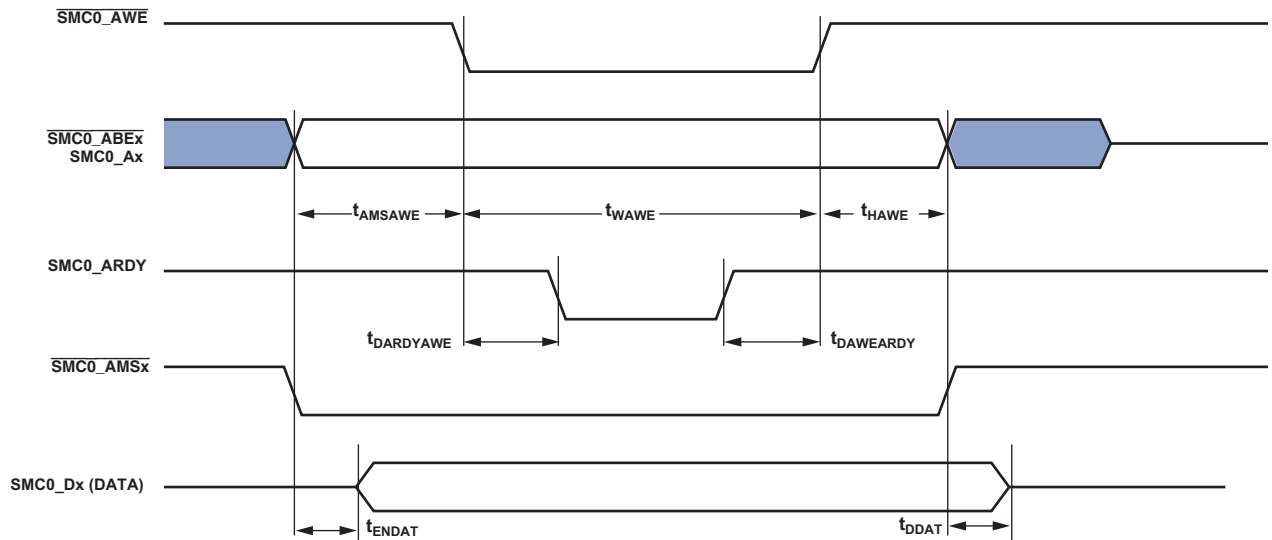 SMC0_AWE
SMC0_ABEx
SMC0_Ax
tAMSAWE
tWAWE
tHAWE
SMC0_ARDY
tDARDYAWE
tDAWEARDY
SMC0_AMSx
SMC0_Dx (DATA)
tENDAT
tDDAT